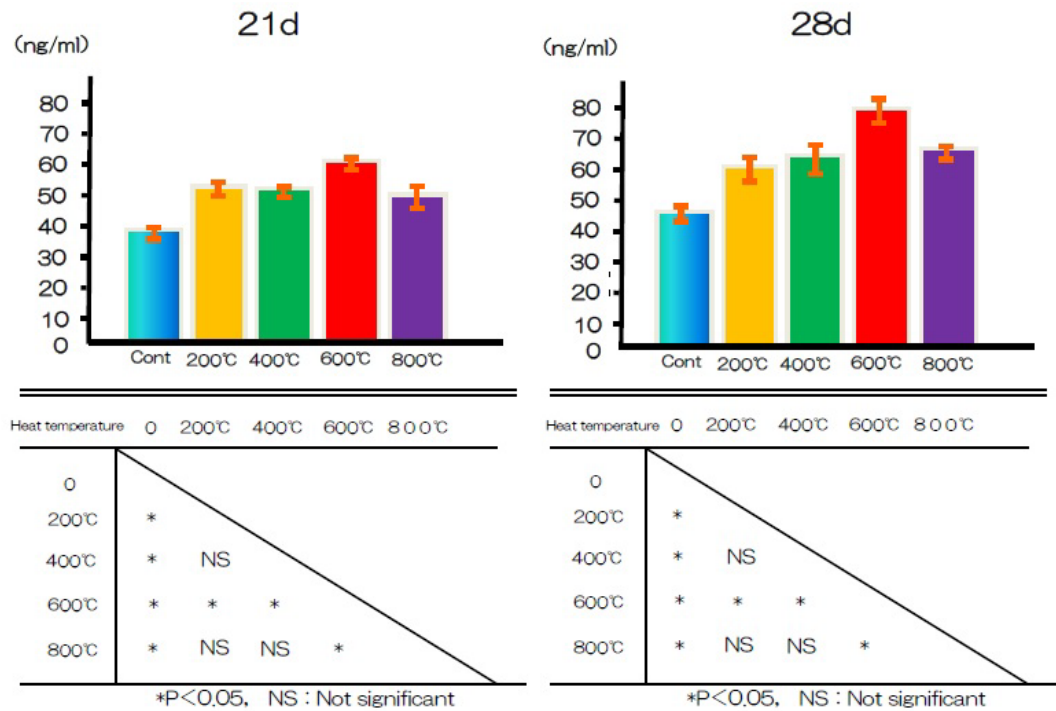 21d
(ng/ml)
80
70
60
50
40
30
20
10
0
Cont 200℃ 400℃ 600℃ 800℃
Heat temperature 0 200℃ 400℃ 600℃ 800℃
0
200℃ *
400℃ * NS
600℃ * * *
800℃ * NS NS *
*P<0.05, NS : Not significant
28d
(ng/ml)
80
70
60
50
40
30
20
10
0
Cont 200℃ 400℃ 600℃ 800℃
Heat temperature 0 200℃ 400℃ 600℃ 800℃
0
200℃ *
400℃ * NS
600℃ * * *
800℃ * NS NS *
*P<0.05, NS : Not significant